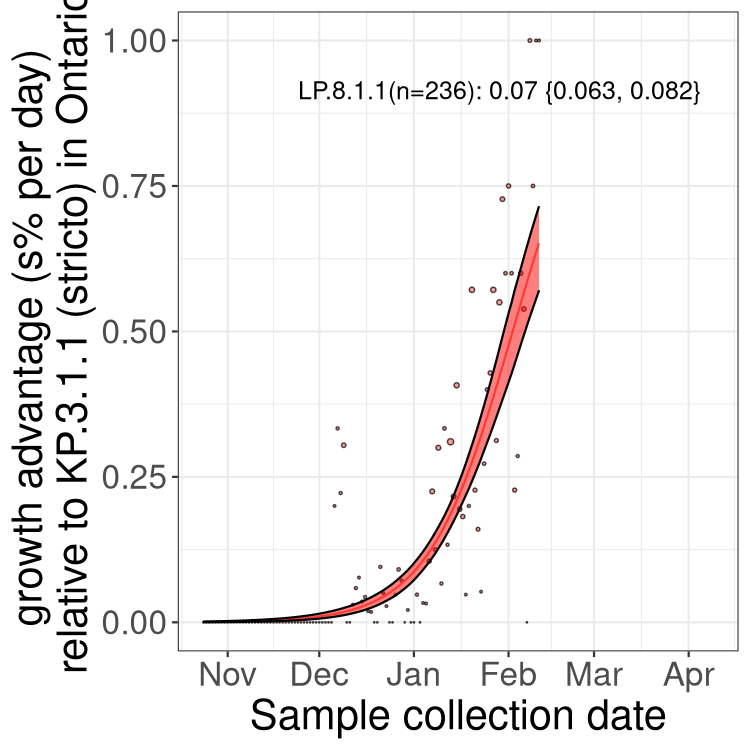 growth advantage (s% per day)
relative to KP.3.1.1 (stricto) in Ontario
1.00
0.75
0.50
0.25
0.00
LP.8.1.1(n=236): 0.07 {0.063, 0.082}
Nov Dec Jan Feb Mar Apr
Sample collection date